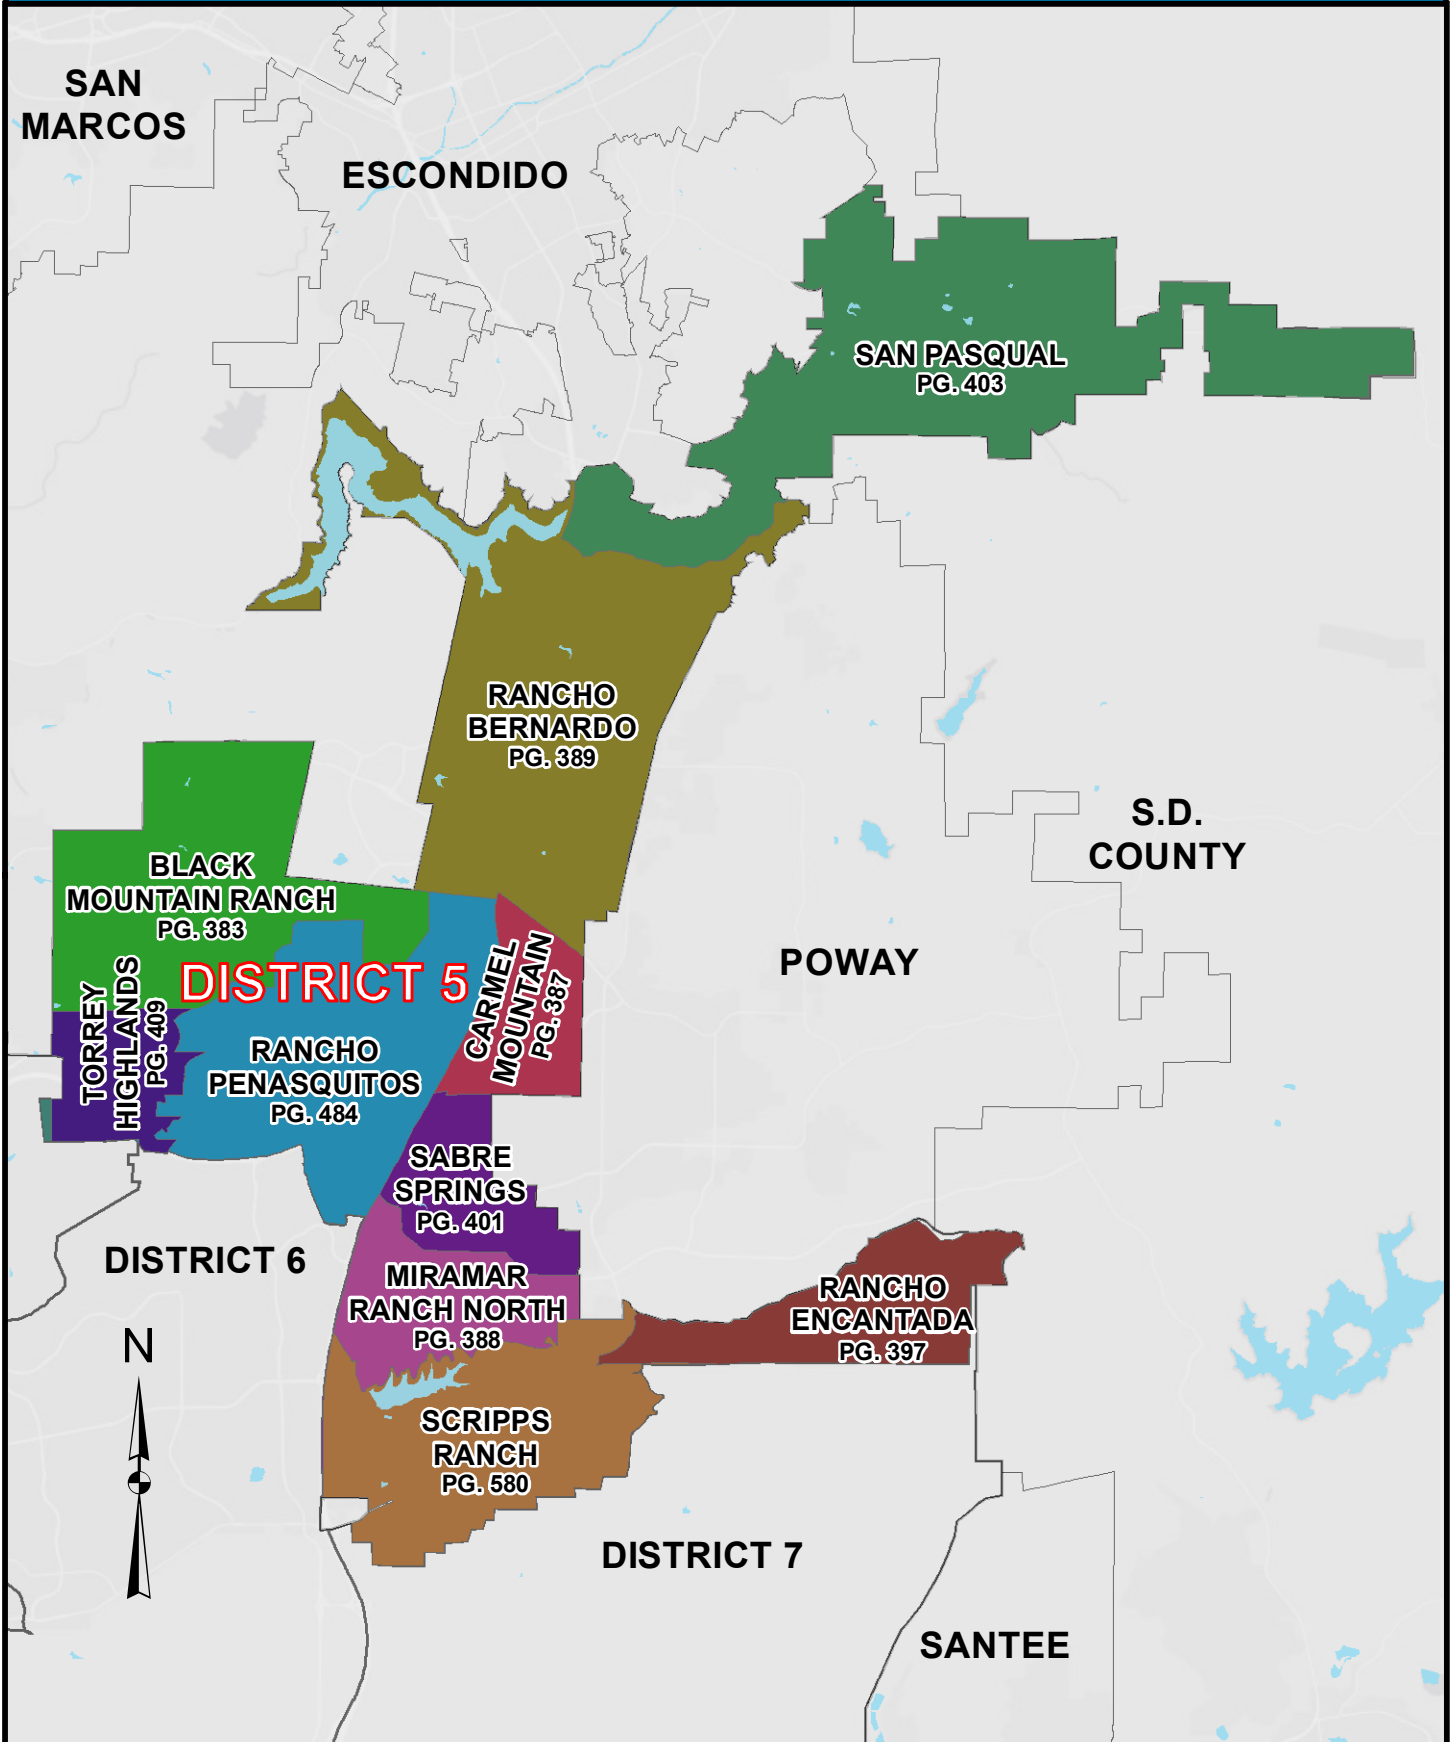 SAN
MARCOS
ESCONDIDO
SAN PASQUAL
PG. 403
RANCHO
BERNARDO
PG. 389
S.D.
COUNTY
BLACK
MOUNTAIN RANCH
PG. 383
POWAY
DISTRICT 5
CARMEL
MOUNTAIN
PG. 387
TORREY
HIGHLANDS
PG. 409
RANCHO
PENASQUITOS
PG. 484
SABRE
SPRINGS
PG. 401
DISTRICT 6
MIRAMAR
RANCH NORTH
PG. 388
RANCHO
ENCANTADA
PG. 397
N
SCRIPPS
RANCH
PG. 580
DISTRICT 7
SANTEE